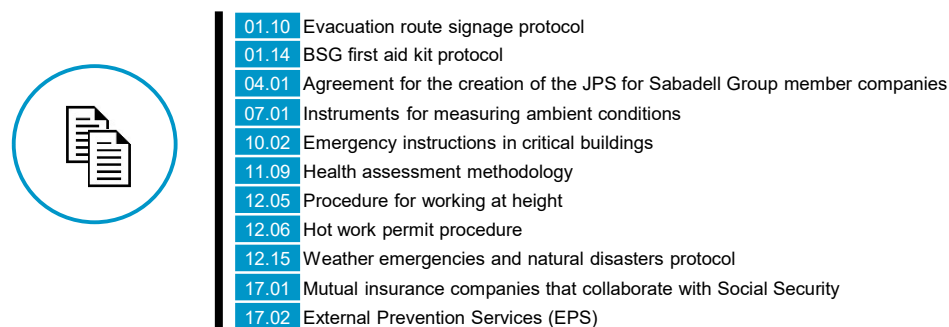 01.10 Evacuation route signage protocol
01.14 BSG first aid kit protocol
04.01 Agreement for the creation of the JPS for Sabadell Group member companies
07.01 Instruments for measuring ambient conditions
10.02 Emergency instructions in critical buildings
11.09 Health assessment methodology
12.05 Procedure for working at height
12.06 Hot work permit procedure
12.15 Weather emergencies and natural disasters protocol
17.01 Mutual insurance companies that collaborate with Social Security
17.02 External Prevention Services (EPS)